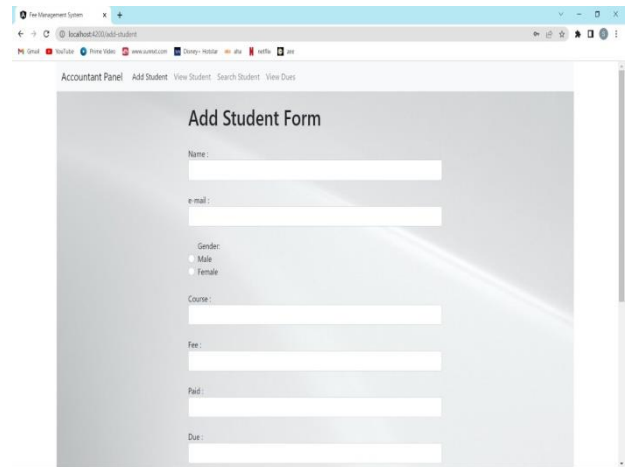 Fee Management System
localhost:4200/add-student
Gmail YouTube Prime Video Disney+ Hotstar aha netflix
Accountant Panel Add Student View Student Search Student View Dues
Add Student Form
Name :
e-mail :
Gender:
Male
Female
Course :
Fee :
Paid :
Due :